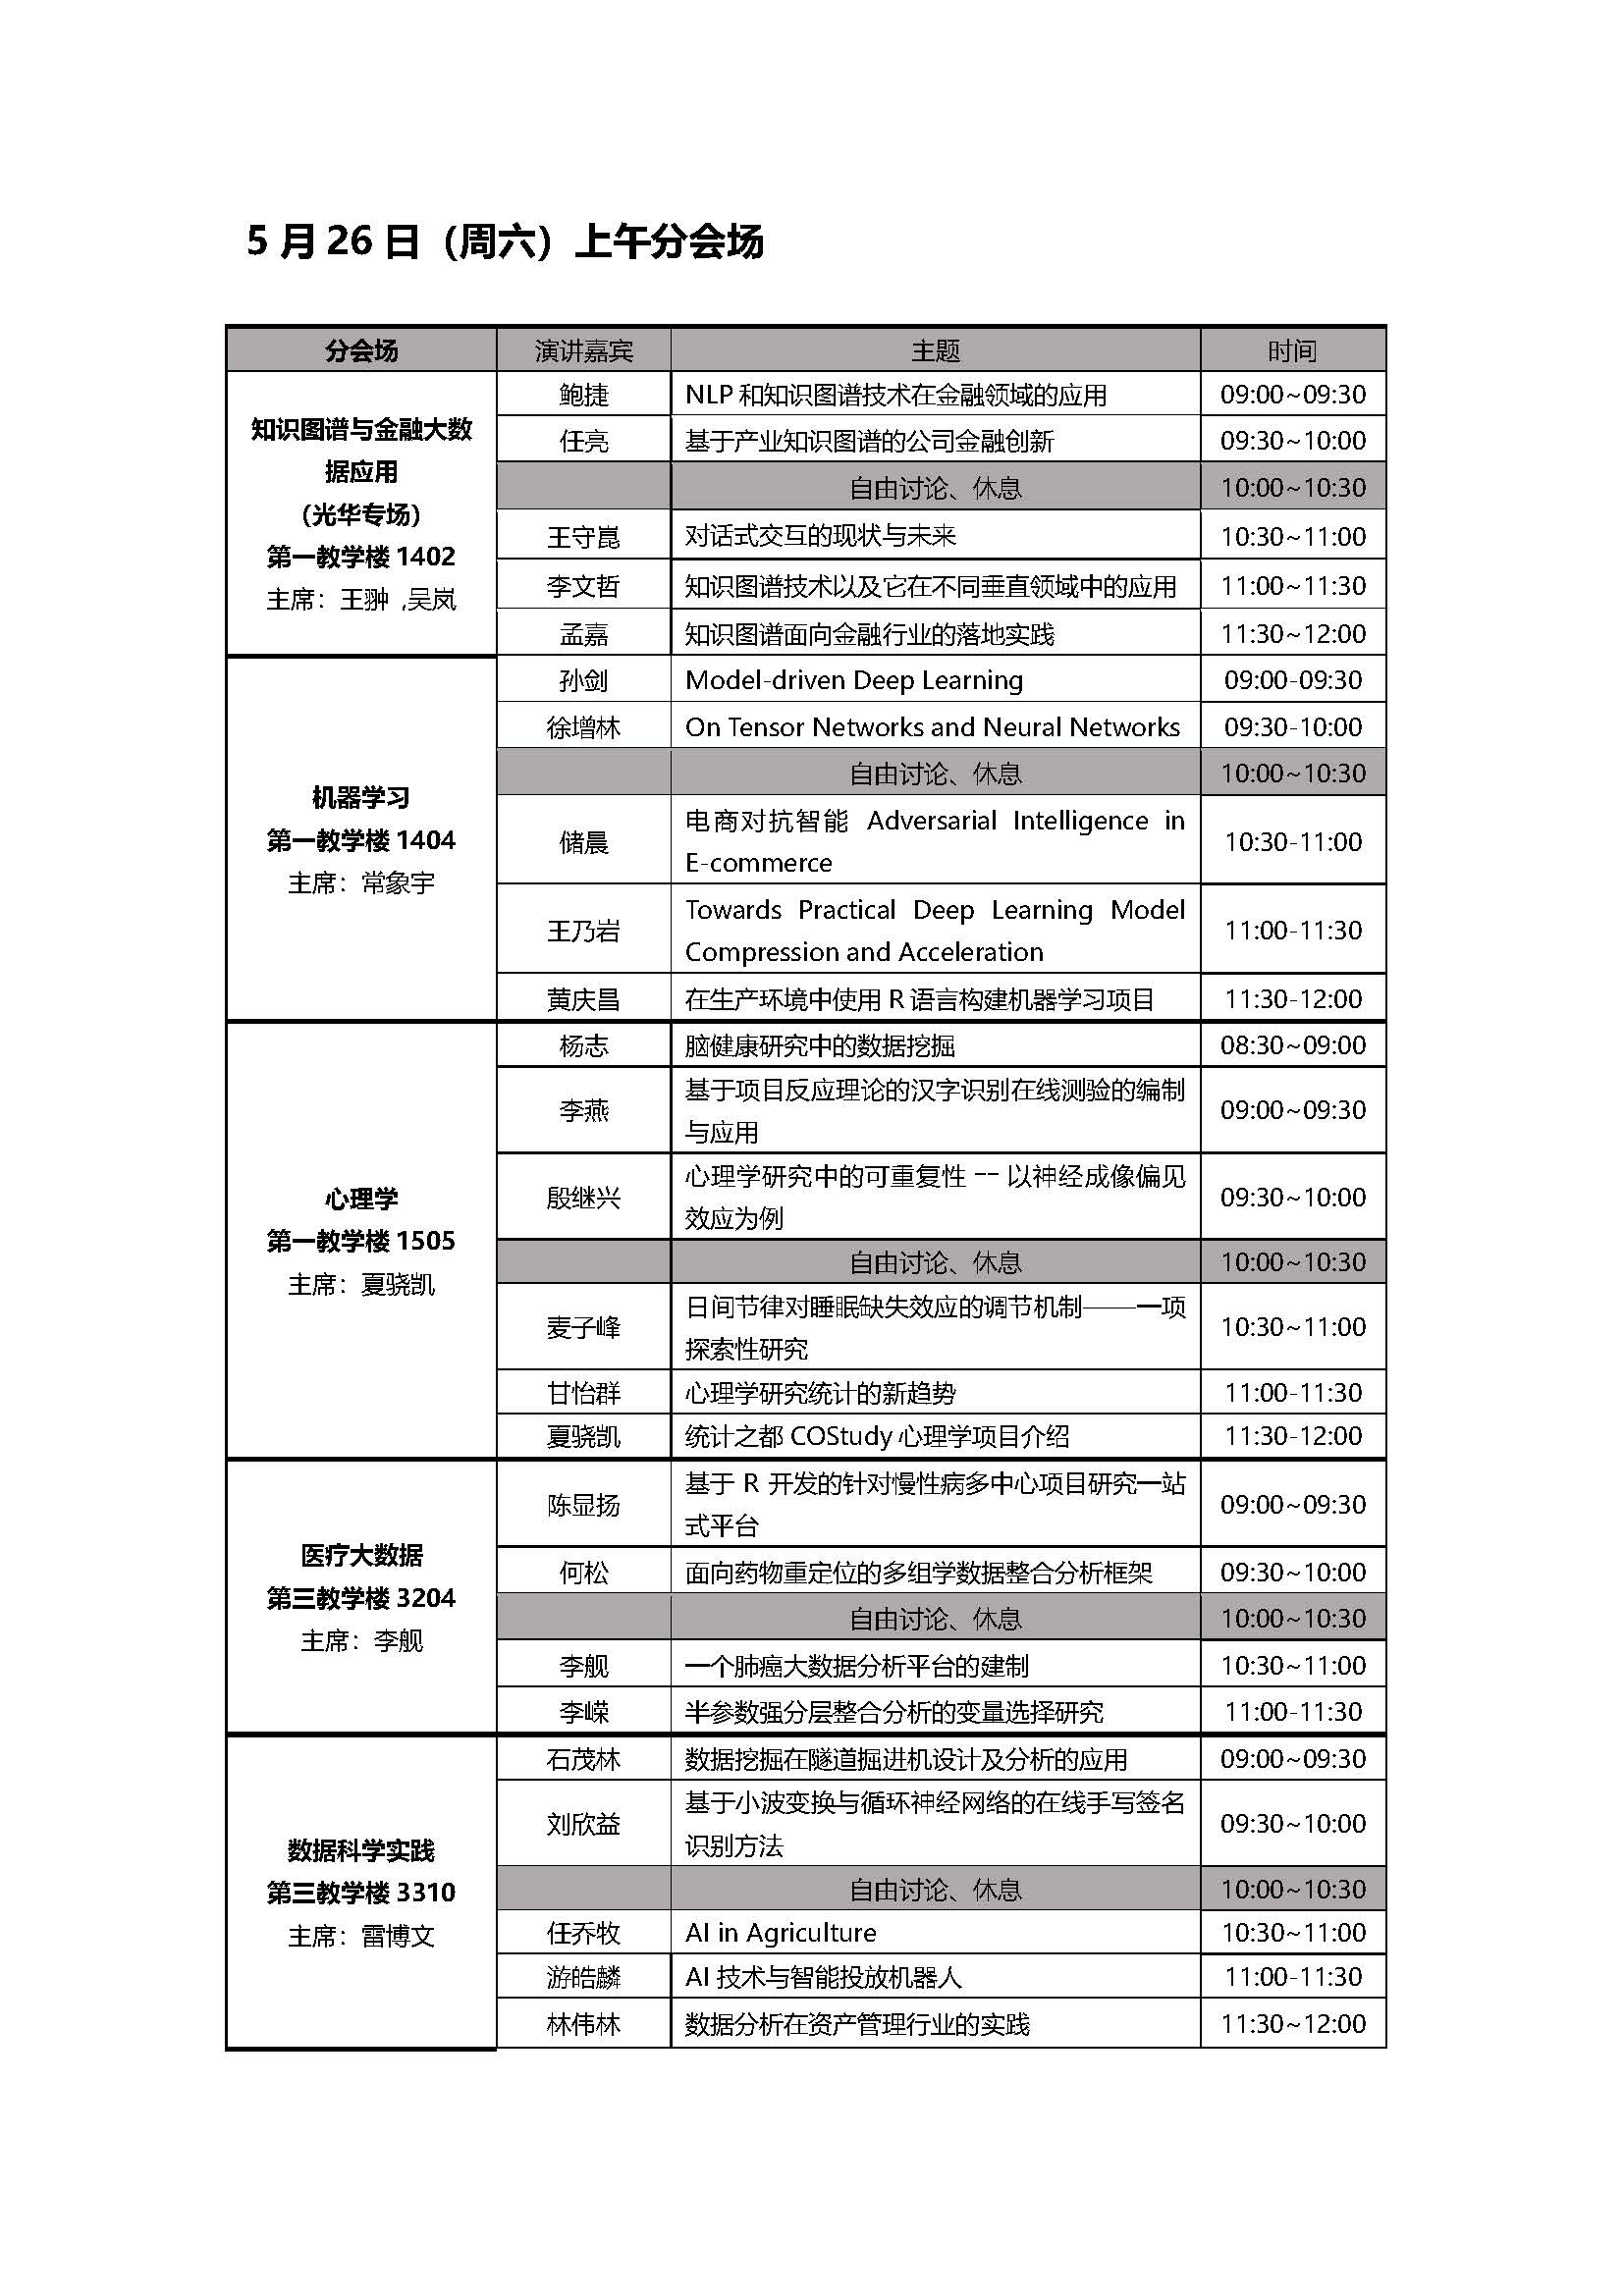 5 月 26 日（周六）上午分会场
分会场 演讲嘉宾 主题 时间
知识图谱与金融大数
据应用
（光华专场）
第一教学楼 1402
主席：王翀 ,吴岚
鲍捷 NLP 和知识图谱技术在金融领域的应用 09:00~09:30
任亮 基于产业知识图谱的公司金融创新 09:30~10:00
自由讨论、休息 10:00~10:30
王守崑 对话式交互的现状与未来 10:30~11:00
李文哲 知识图谱技术以及它在不同垂直领域中的应用 11:00~11:30
孟嘉 知识图谱面向金融行业的落地实践 11:30~12:00
机器学习
第一教学楼 1404
主席：常象宇
孙剑 Model-driven Deep Learning 09:00-09:30
徐增林 On Tensor Networks and Neural Networks 09:30-10:00
自由讨论、休息 10:00~10:30
储晨 电商对抗智能 Adversarial Intelligence in
E-commerce 10:30-11:00
王乃岩 Towards Practical Deep Learning Model
Compression and Acceleration 11:00-11:30
黄庆昌 在生产环境中使用 R 语言构建机器学习项目 11:30-12:00
心理学
第一教学楼 1505
主席：夏骁凯
杨志 脑健康研究中的数据挖掘 08:30~09:00
李燕 基于项目反应理论的汉字识别在线测验的编制
与应用 09:00~09:30
殷继兴 心理学研究中的可重复性 -- 以神经成像偏见
效应为例 09:30~10:00
自由讨论、休息 10:00~10:30
麦子峰 日间节律对睡眠缺失效应的调节机制——一项
探索性研究 10:30~11:00
甘怡群 心理学研究统计的新趋势 11:00-11:30
夏骁凯 统计之都 COStudy 心理学项目介绍 11:30-12:00
医疗大数据
第三教学楼 3204
主席：李舰
陈显扬 基于 R 开发的针对慢性病多中心项目研究一站
式平台 09:00~09:30
何松 面向药物重定位的多组学数据整合分析框架 09:30~10:00
自由讨论、休息 10:00~10:30
李舰 一个肺癌大数据分析平台的建制 10:30~11:00
李嵘 半参数强分层整合分析的变量选择研究 11:00-11:30
数据科学实践
第三教学楼 3310
主席：雷博文
石茂林 数据挖掘在隧道掘进机设计及分析的应用 09:00~09:30
刘欣益 基于小波变换与循环神经网络的在线手写签名
识别方法 09:30~10:00
自由讨论、休息 10:00~10:30
任乔牧 AI in Agriculture 10:30~11:00
游皓麟 AI 技术与智能投放机器人 11:00-11:30
林伟林 数据分析在资产管理行业的实践 11:30~12:00